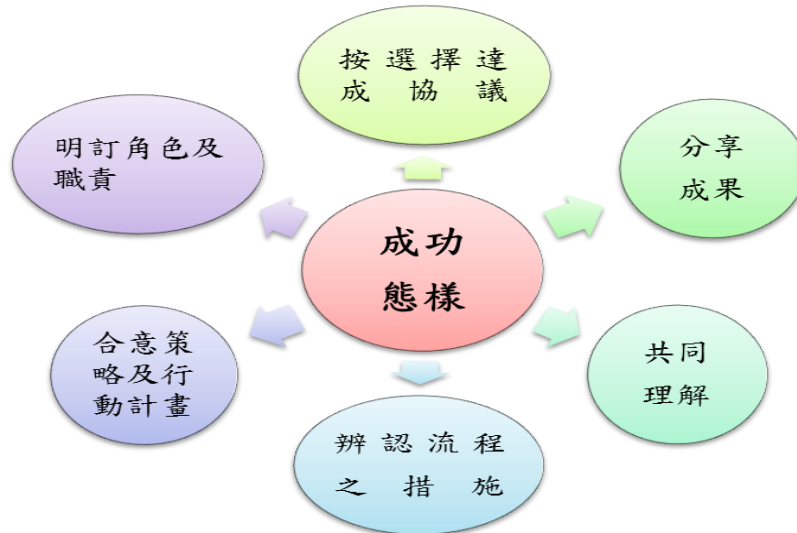 按選擇達
成協議
明訂角色及
職責
分享
成果
成功
態樣
合意策
略及行
動計畫
共同
理解
辨認流程
之措施